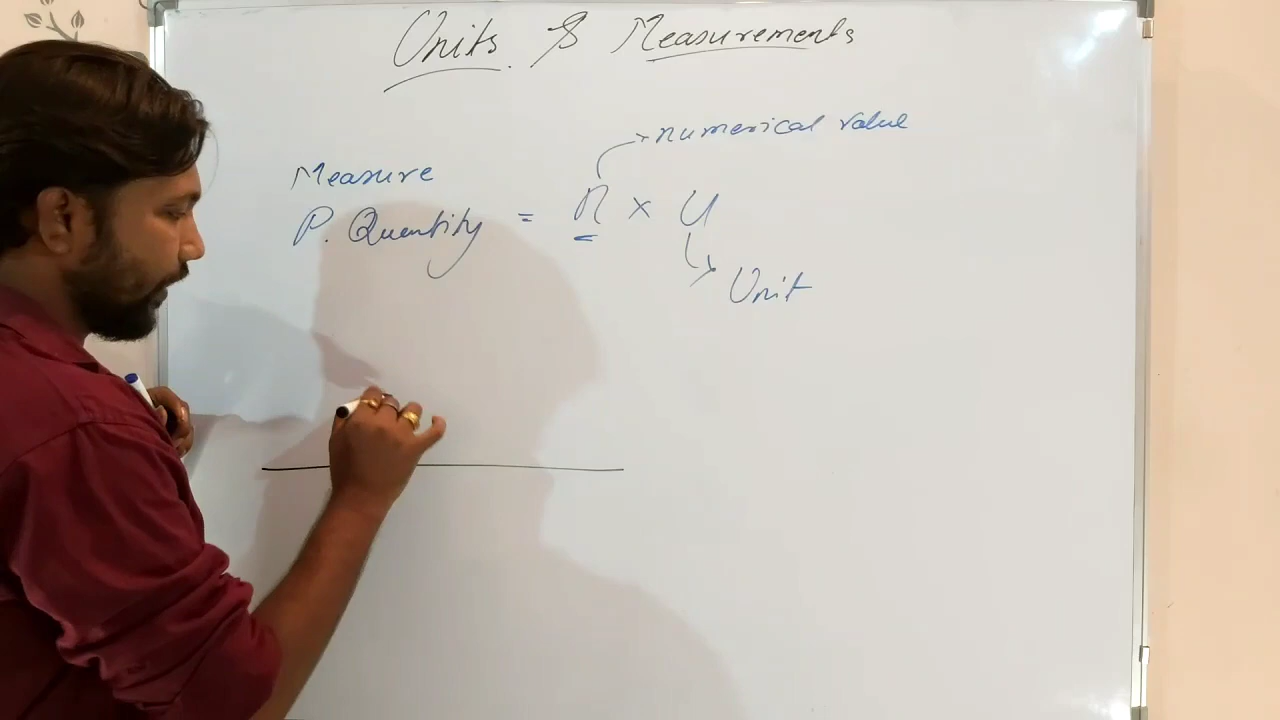 Units & Measurements
numerical value
Measure
P. Quantity = n × u
Unit